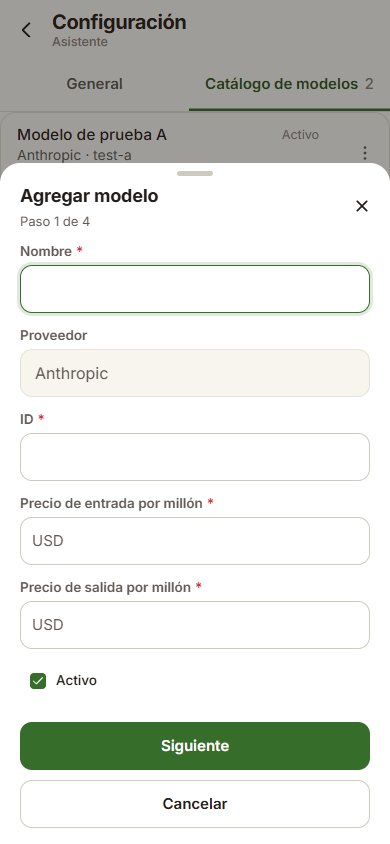 Configuración
Asistente
General
Catálogo de modelos 2
Modelo de prueba A
Activo
Anthropic · test-a
Agregar modelo
Paso 1 de 4
Nombre *
Proveedor
Anthropic
ID *
Precio de entrada por millón *
USD
Precio de salida por millón *
USD
Activo
Siguiente
Cancelar